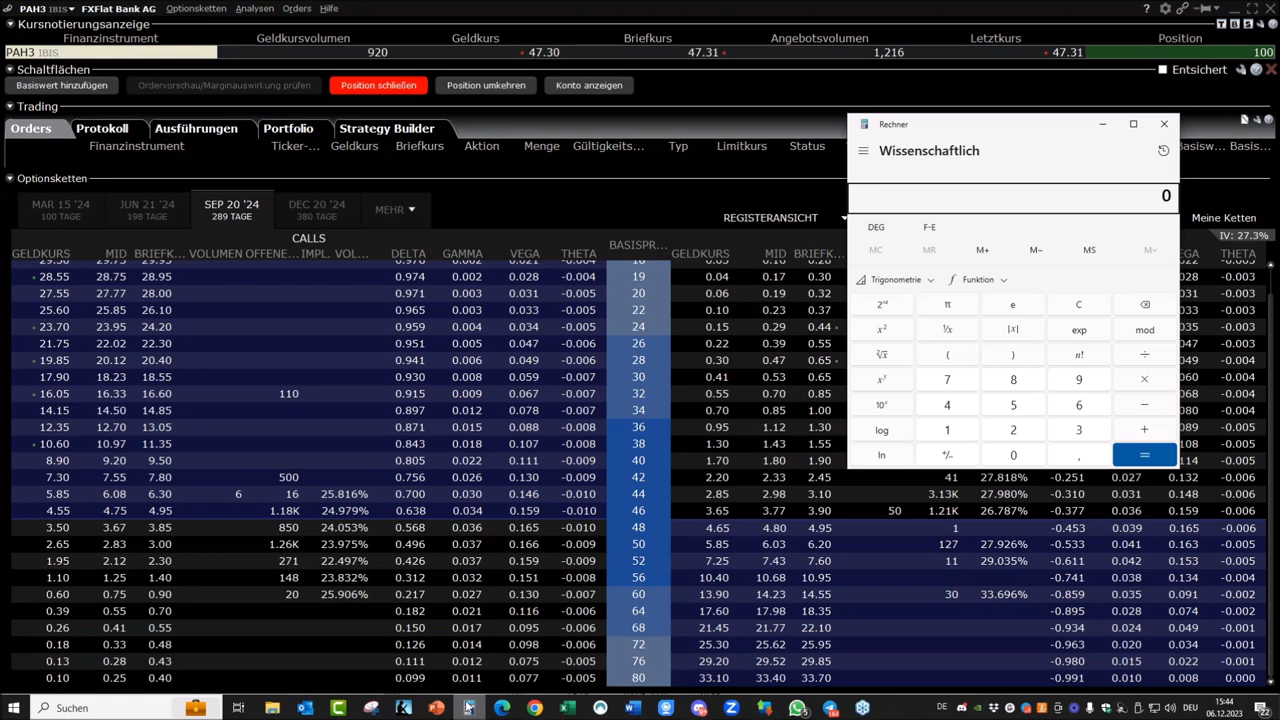 PAH3 IBIS FXFlat Bank AG Optionsketten Analysen Orders Hilfe
Kursnotierungsanzeige T B S
Finanzinstrument Geldkursvolumen Geldkurs Briefkurs Angebotsvolumen Letztkurs Position
PAH3 IBIS 920 47.30 47.31 1,216 47.31 100
Schaltflächen Entsichert
Basiswert hinzufügen Ordervorschau/Marginauswirkung prüfen Position schließen Position umkehren Konto anzeigen
Trading
Orders Protokoll Ausführungen Portfolio Strategy Builder
Finanzinstrument Ticker-... Geldkurs Briefkurs Aktion Menge Gültigkeits... Typ Limitkurs Status Basisw... Basis...
Optionsketten
MAR 15 '24 JUN 21 '24 SEP 20 '24 DEC 20 '24 MEHR
100 TAGE 198 TAGE 289 TAGE 380 TAGE
REGISTERANSICHT Meine Ketten
CALLS IV: 27.3%
GELDKURS MID BRIEFK... VOLUMEN OFFENE... IMPL. VOL... DELTA GAMMA VEGA THETA BASISPR... GELDKURS MID BRIEFK... EGA THETA
28.55 28.75 28.95 0.974 0.002 0.028 -0.004 19 0.04 0.17 0.30 -0.003
27.55 27.77 28.00 0.971 0.002 0.028 -0.005 20 0.06 0.17 0.32 -0.003
25.60 25.85 26.10 0.965 0.003 0.033 -0.005 22 0.10 0.23 0.37 -0.003
23.70 23.95 24.20 0.959 0.004 0.034 -0.005 24 0.15 0.29 0.44 -0.003
21.75 22.02 22.30 0.951 0.005 0.047 -0.006 26 0.22 0.39 0.55 -0.004
19.85 20.12 20.40 0.941 0.006 0.049 -0.006 28 0.30 0.47 0.65 -0.004
17.90 18.23 18.55 0.930 0.008 0.059 -0.007 30 0.41 0.53 0.65 -0.004
16.05 16.33 16.60 110 0.915 0.009 0.067 -0.007 32 0.55 0.70 0.85 -0.004
14.15 14.50 14.85 0.897 0.012 0.078 -0.007 34 0.70 0.85 1.00 -0.005
12.35 12.70 13.05 0.871 0.015 0.088 -0.008 36 0.95 1.12 1.30 -0.005
10.60 10.97 11.35 0.843 0.018 0.107 -0.008 38 1.30 1.43 1.55 -0.005
8.90 9.20 9.50 0.805 0.022 0.111 -0.009 40 1.70 1.80 1.90 -0.006
7.30 7.55 7.80 500 0.761 0.024 0.130 -0.009 42 2.20 2.33 2.45 41 27.818% -0.251 0.027 0.132 -0.006
5.85 6.08 6.30 6 16 25.816% 0.700 0.030 0.146 -0.010 44 2.85 2.98 3.10 3.13K 27.980% -0.310 0.031 0.148 -0.006
4.55 4.75 4.95 1.18K 24.979% 0.638 0.034 0.159 -0.010 46 3.65 3.77 3.90 50 1.21K 26.787% -0.377 0.036 0.159 -0.006
3.50 3.67 3.85 850 24.053% 0.568 0.036 0.165 -0.009 48 4.65 4.80 4.95 1 -0.453 0.039 0.165 -0.006
2.65 2.83 3.00 1.26K 23.975% 0.496 0.037 0.166 -0.009 50 5.85 6.03 6.20 127 27.926% -0.533 0.041 0.163 -0.005
1.95 2.12 2.30 271 22.497% 0.426 0.037 0.159 -0.009 52 7.25 7.43 7.60 11 29.035% -0.611 0.042 0.153 -0.005
1.10 1.25 1.40 148 23.832% 0.306 0.032 0.141 -0.008 56 10.40 10.68 10.95 -0.741 0.038 0.134 -0.004
0.60 0.75 0.90 20 25.906% 0.217 0.027 0.130 -0.007 60 13.90 14.23 14.55 30 33.696% -0.859 0.035 0.091 -0.002
0.39 0.55 0.70 0.182 0.021 0.116 -0.006 64 17.60 17.98 18.35 -0.895 0.028 0.074 -0.002
0.26 0.41 0.55 0.150 0.017 0.095 -0.006 68 21.45 21.77 22.10 -0.934 0.024 0.049 -0.001
0.18 0.33 0.48 0.126 0.014 0.098 -0.006 72 25.30 25.62 25.95 -0.963 0.020 0.034 -0.001
0.13 0.28 0.43 0.111 0.012 0.075 -0.005 76 29.20 29.52 29.85 -0.980 0.016 0.022 -0.001
0.10 0.25 0.40 0.099 0.011 0.082 -0.005 80 33.10 33.40 33.70 -0.991 0.010 0.008 -0.000
Rechner
Wissenschaftlich
0
DEG F-E
MC MR M+ M− MS M˅
Trigonometrie f Funktion
2nd π e C
x² ¹/x |x| exp mod
²√x ( ) n! ÷
xʸ 7 8 9 ×
10ˣ 4 5 6 −
log 1 2 3 +
ln +/− 0 , =
Suchen DE 15:44
06.12.2023 22